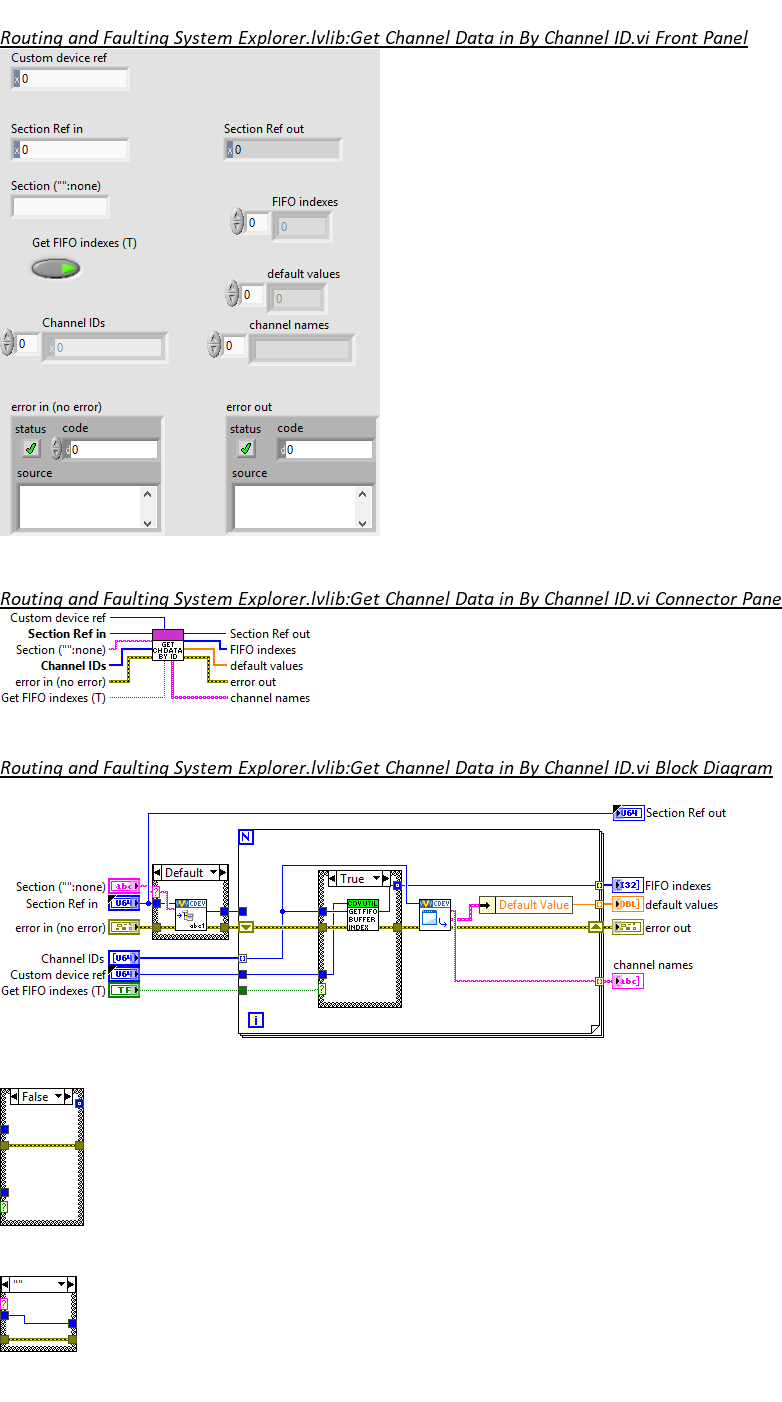 Routing and Faulting System Explorer.lvlib:Get Channel Data in By Channel ID.vi Front Panel
Custom device ref
x 0
Section Ref in
Section Ref out
x 0
x 0
Section ("":none)
FIFO indexes
0
0
Get FIFO indexes (T)
default values
0
0
Channel IDs
channel names
0
x 0
0
error in (no error)
error out
status
code
status
code
d 0
d 0
source
source
Routing and Faulting System Explorer.lvlib:Get Channel Data in By Channel ID.vi Connector Pane
Custom device ref
Section Ref in
Section Ref out
Section ("":none)
FIFO indexes
Channel IDs
default values
error in (no error)
error out
Get FIFO indexes (T)
channel names
GET
CH DATA
BY ID
Routing and Faulting System Explorer.lvlib:Get Channel Data in By Channel ID.vi Block Diagram
U64
Section Ref out
N
Default
True
Section ("":none)
abc
?
I32
FIFO indexes
Section Ref in
U64
CDEV
abc1
CDV UTIL
GET FIFO
BUFFER
INDEX
CDEV
Default Value
DBL
default values
error in (no error)
error out
Channel IDs
U64
channel names
Custom device ref
U64
abc
Get FIFO indexes (T)
TF
?
i
False
?
""
?